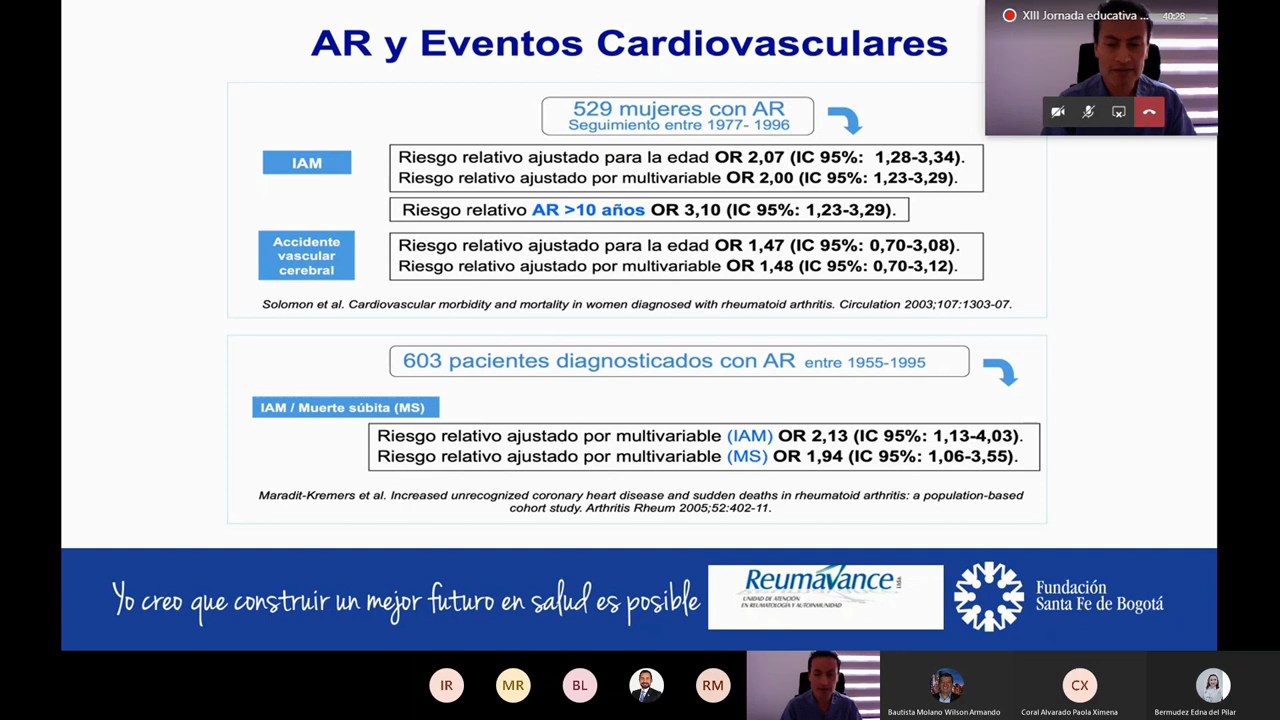 AR y Eventos Cardiovasculares
XIII Jornada educativa ...
40:28
529 mujeres con AR
Seguimiento entre 1977- 1996
IAM
Riesgo relativo ajustado para la edad OR 2,07 (IC 95%: 1,28-3,34).
Riesgo relativo ajustado por multivariable OR 2,00 (IC 95%: 1,23-3,29).
Riesgo relativo AR >10 años OR 3,10 (IC 95%: 1,23-3,29).
Accidente
vascular
cerebral
Riesgo relativo ajustado para la edad OR 1,47 (IC 95%: 0,70-3,08).
Riesgo relativo ajustado por multivariable OR 1,48 (IC 95%: 0,70-3,12).
Solomon et al. Cardiovascular morbidity and mortality in women diagnosed with rheumatoid arthritis. Circulation 2003;107:1303-07.
603 pacientes diagnosticados con AR entre 1955-1995
IAM / Muerte súbita (MS)
Riesgo relativo ajustado por multivariable (IAM) OR 2,13 (IC 95%: 1,13-4,03).
Riesgo relativo ajustado por multivariable (MS) OR 1,94 (IC 95%: 1,06-3,55).
Maradit-Kremers et al. Increased unrecognized coronary heart disease and sudden deaths in rheumatoid arthritis: a population-based
cohort study. Arthritis Rheum 2005;52:402-11.
Yo creo que construir un mejor futuro en salud es posible
Reumavance Ltda.
UNIDAD DE ATENCIÓN
EN REUMATOLOGÍA Y AUTOINMUNIDAD
Fundación
Santa Fe de Bogotá
IR
MR
BL
RM
CX
Bautista Molano Wilson Armando
Coral Alvarado Paola Ximena
Bermudez Edna del Pilar